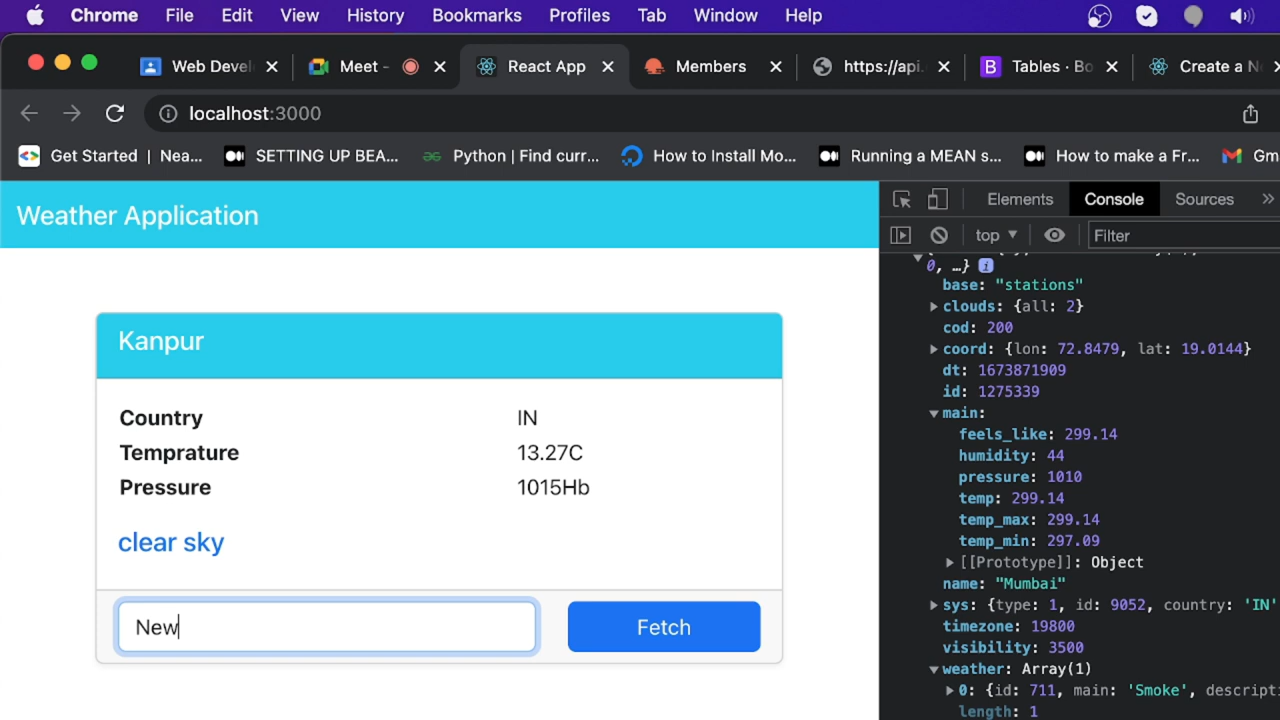 Chrome File Edit View History Bookmarks Profiles Tab Window Help
Web Devel Meet - React App Members https://api. Tables · Bo Create a N
localhost:3000
Get Started | Nea... SETTING UP BEA... Python | Find curr... How to Install Mo... Running a MEAN s... How to make a Fr... Gm
Weather Application
Kanpur
Country IN
Temprature 13.27C
Pressure 1015Hb
clear sky
New Fetch
Elements Console Sources »
top ▼ Filter
0, …} i
base: "stations"
▶clouds: {all: 2}
cod: 200
▶coord: {lon: 72.8479, lat: 19.0144}
dt: 1673871909
id: 1275339
▼main:
feels_like: 299.14
humidity: 44
pressure: 1010
temp: 299.14
temp_max: 299.14
temp_min: 297.09
▶[[Prototype]]: Object
name: "Mumbai"
▶sys: {type: 1, id: 9052, country: 'IN'
timezone: 19800
visibility: 3500
▼weather: Array(1)
▶0: {id: 711, main: 'Smoke', descripti
length: 1